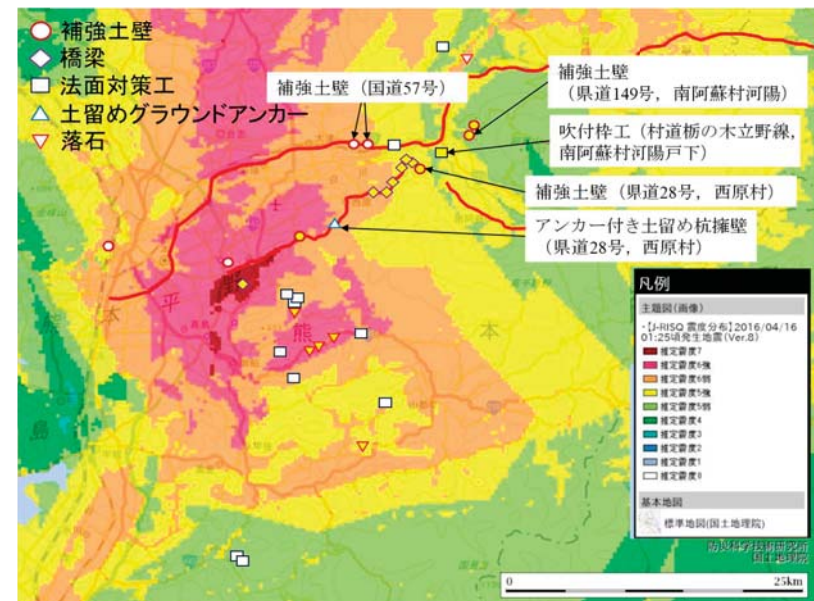 補強土壁
橋梁
法面対策工
土留めグラウンドアンカー
落石
補強土壁（国道57号）
補強土壁
（県道149号，南阿蘇村河陽）
吹付枠工（村道栃の木立野線，
南阿蘇村河陽戸下）
補強土壁（県道28号，西原村）
アンカー付き土留め杭擁壁
（県道28号，西原村）
本
平
熊
本
島
凡例
主題図(画像)
・【J-RISQ 震度分布】2016/04/16
01:25頃発生地震(Ver.8)
推定震度7
推定震度6強
推定震度6弱
推定震度5強
推定震度5弱
推定震度4
推定震度3
推定震度2
推定震度1
推定震度0
基本地図
標準地図(国土地理院)
防災科学技術研究所
国土地理院
0
25km